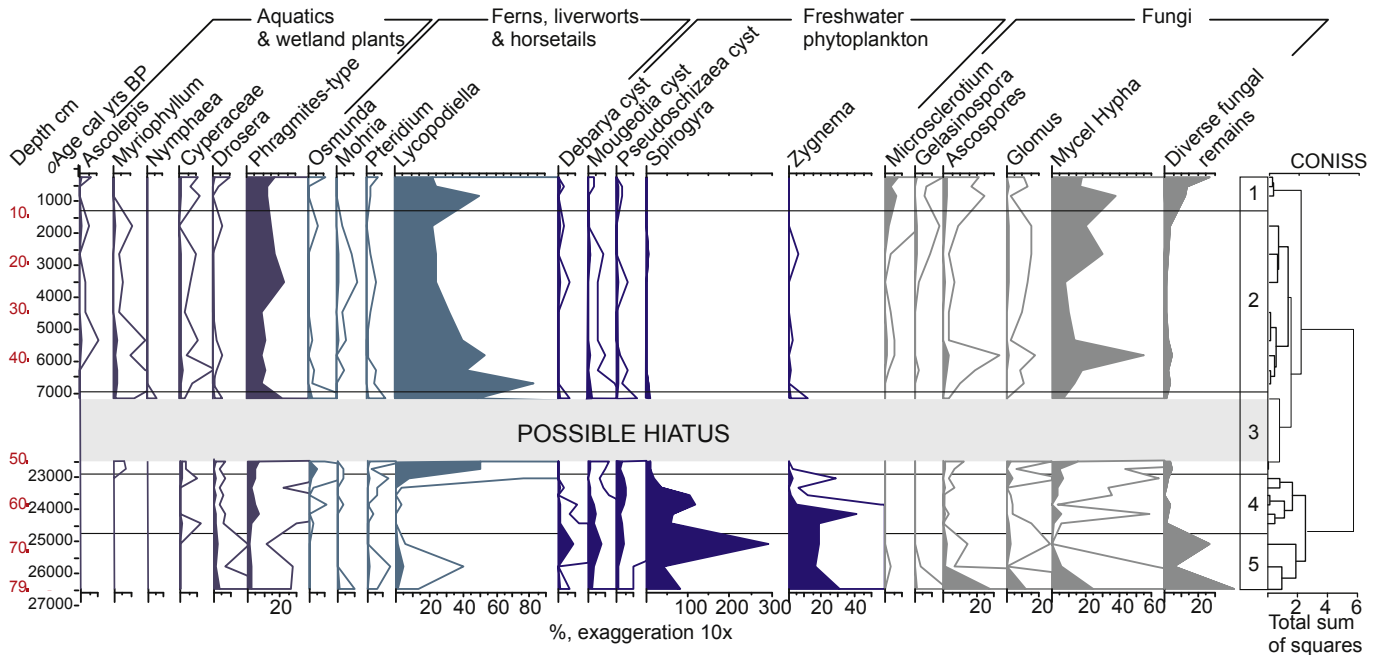 Aquatics
& wetland plants
Ferns, liverworts
& horsetails
Freshwater
phytoplankton
Fungi
Depth cm
Age cal yrs BP
Ascolepis
Myriophyllum
Nymphaea
Cyperaceae
Drosera
Phragmites-type
Osmunda
Mohria
Pteridium
Lycopodiella
Debarya cyst
Mougeotia cyst
Pseudoschizaea cyst
Spirogyra
Zygnema
Microsclerotium
Gelasinospora
Ascospores
Glomus
Mycel Hypha
Diverse fungal
remains
CONISS
0
1000
10
2000
20
3000
4000
30
5000
40
6000
7000
POSSIBLE HIATUS
50
23000
60
24000
25000
70
26000
79
27000
1
2
3
4
5
20
20 40 60 80
100 200 300
20 40
20
20
20 40 60
20
2 4 6
%, exaggeration 10x
Total sum
of squares